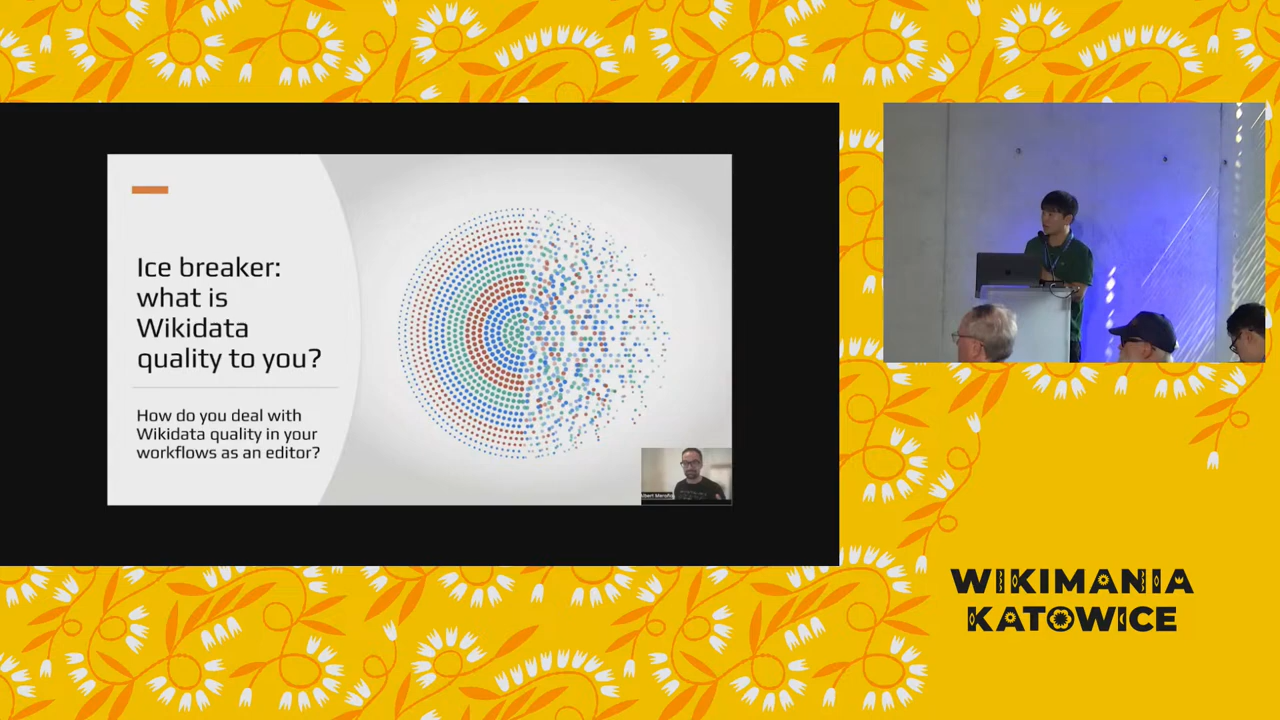 Ice breaker:
what is
Wikidata
quality to you?
How do you deal with
Wikidata quality in your
workflows as an editor?
WIKIMANIA
KATOWICE